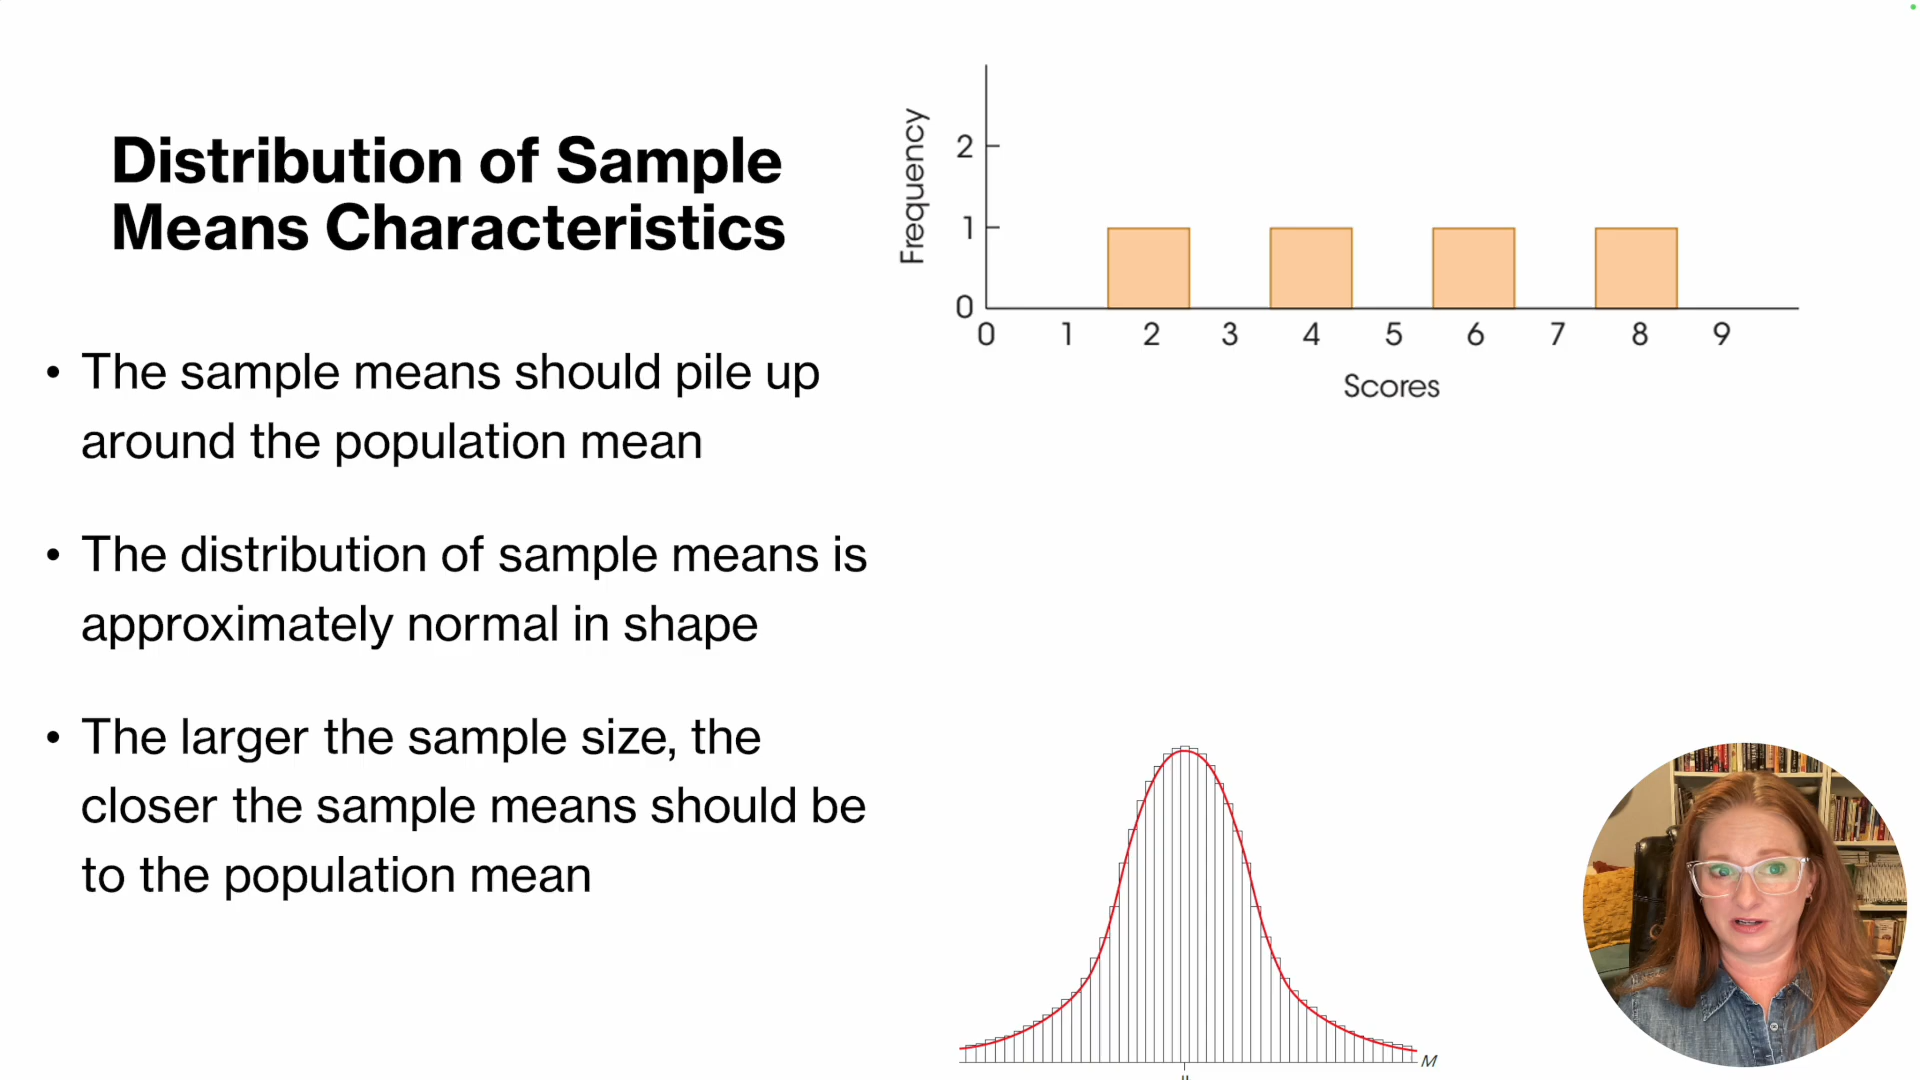 Distribution of Sample
Means Characteristics
• The sample means should pile up
around the population mean
• The distribution of sample means is
approximately normal in shape
• The larger the sample size, the
closer the sample means should be
to the population mean
Frequency
2
1
0
0 1 2 3 4 5 6 7 8 9
Scores
M